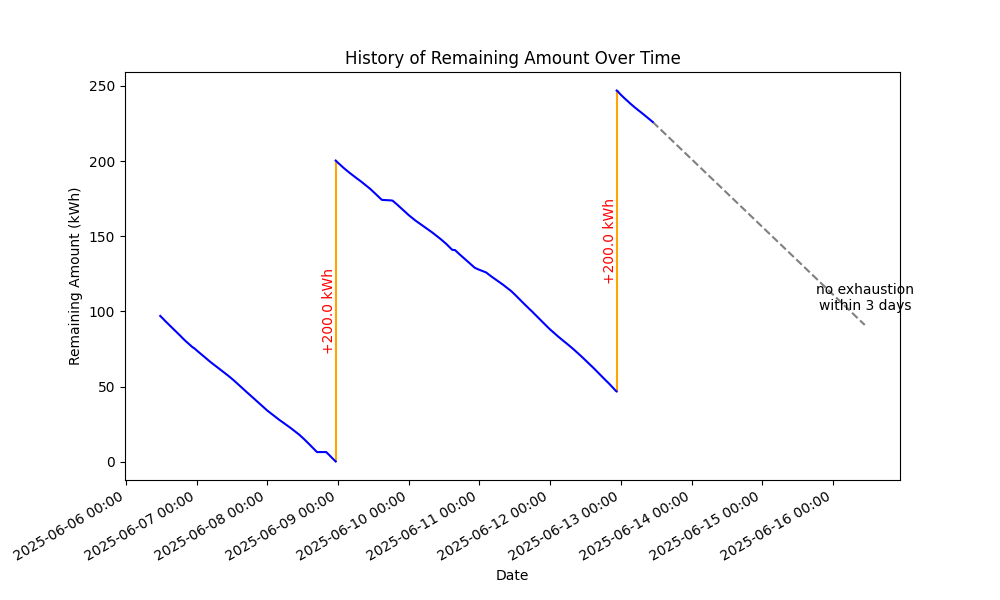 History of Remaining Amount Over Time
Remaining Amount (kWh)
250
200
150
100
50
0
+200.0 kWh
+200.0 kWh
no exhaustion
within 3 days
2025-06-06 00:00
2025-06-07 00:00
2025-06-08 00:00
2025-06-09 00:00
2025-06-10 00:00
2025-06-11 00:00
2025-06-12 00:00
2025-06-13 00:00
2025-06-14 00:00
2025-06-15 00:00
2025-06-16 00:00
Date